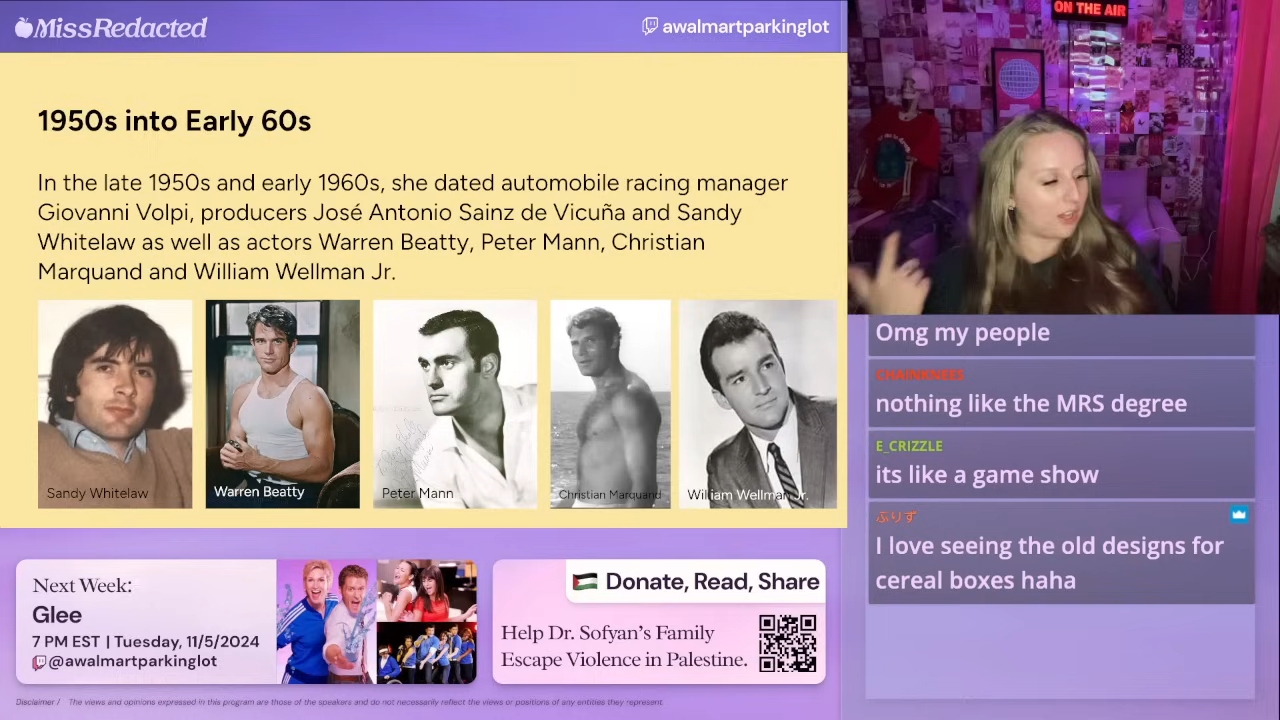 MissRedacted
awalmartparkinglot
ON THE AIR
1950s into Early 60s
In the late 1950s and early 1960s, she dated automobile racing manager
Giovanni Volpi, producers José Antonio Sainz de Vicuña and Sandy
Whitelaw as well as actors Warren Beatty, Peter Mann, Christian
Marquand and William Wellman Jr.
Sandy Whitelaw
Warren Beatty
Peter Mann
Christian Marquand
William Wellman Jr.
Omg my people
CHAINKNEES
nothing like the MRS degree
E_CRIZZLE
its like a game show
ふりず
I love seeing the old designs for
cereal boxes haha
Next Week:
Glee
7 PM EST | Tuesday, 11/5/2024
@awalmartparkinglot
Donate, Read, Share
Help Dr. Sofyan's Family
Escape Violence in Palestine.
Disclaimer / The views and opinions expressed in this program are those of the speakers and do not necessarily reflect the views or positions of any entities they represent.